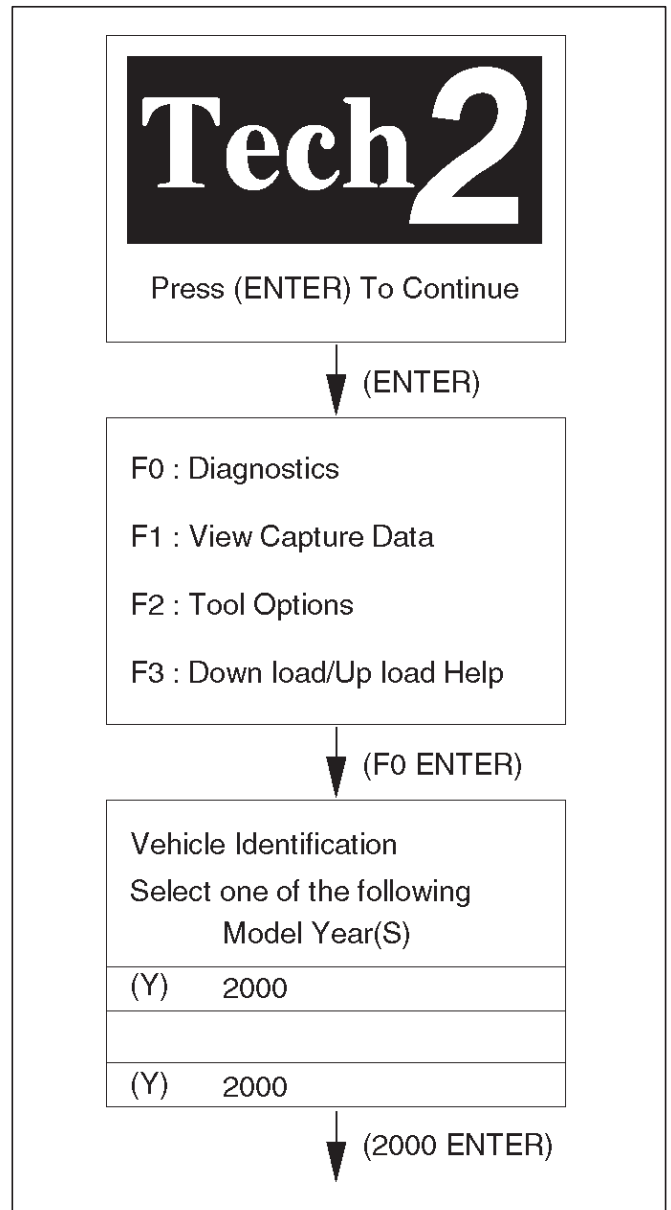 Tech 2
Press (ENTER) To Continue
(ENTER)
F0 : Diagnostics
F1 : View Capture Data
F2 : Tool Options
F3 : Down load/Up load Help
(F0 ENTER)
Vehicle Identification
Select one of the following
Model Year(S)
(Y) 2000
(Y) 2000
(2000 ENTER)